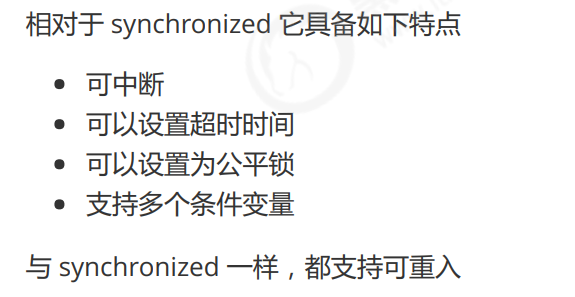 相对于 synchronized 它具备如下特点
可中断
可以设置超时时间
可以设置为公平锁
支持多个条件变量
与 synchronized 一样，都支持可重入